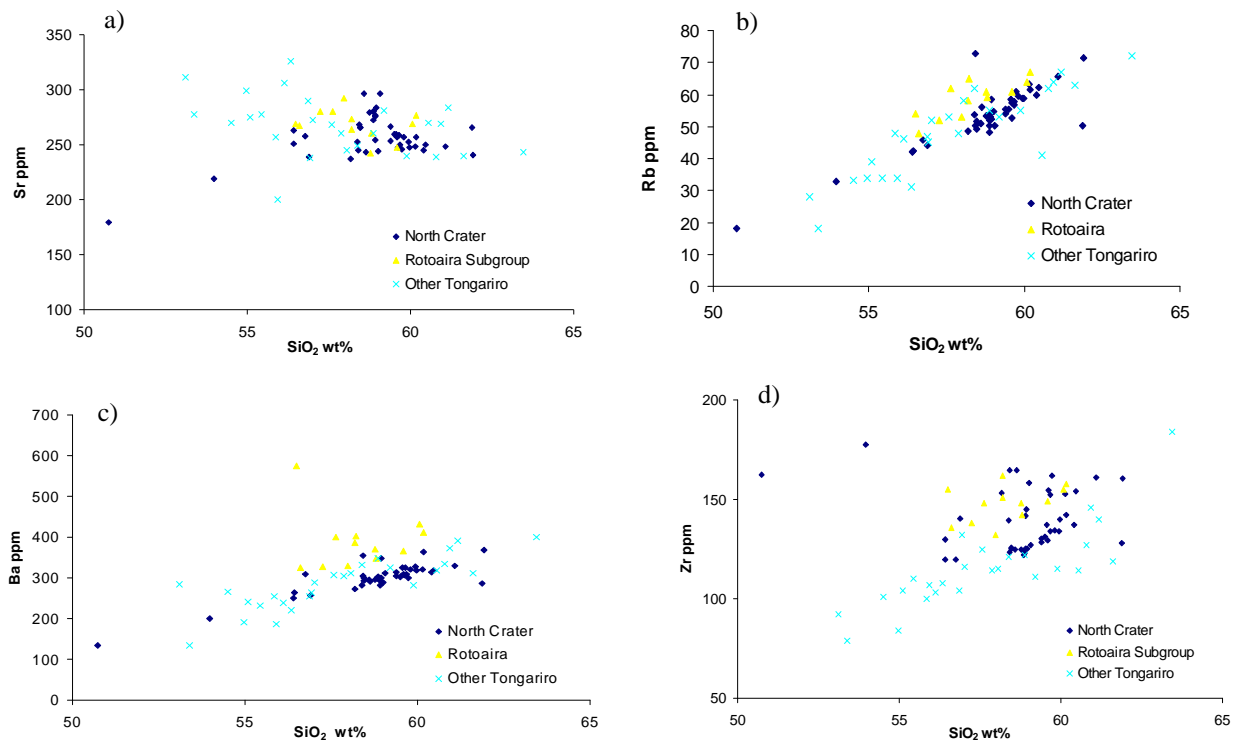 a)
350
300
250
200
150
100
Sr ppm
50 55 60 65
SiO2 wt%
North Crater
Rotoaira Subgroup
Other Tongariro
b)
80
70
60
50
40
30
20
10
0
Rb ppm
50 55 60 65
SiO2 wt%
North Crater
Rotoaira
Other Tongariro
c)
700
600
500
400
300
200
100
0
Ba ppm
50 55 60 65
SiO2 wt%
North Crater
Rotoaira
Other Tongariro
d)
200
150
100
50
Zr ppm
50 55 60 65
SiO2 wt%
North Crater
Rotoaira Subgroup
Other Tongariro